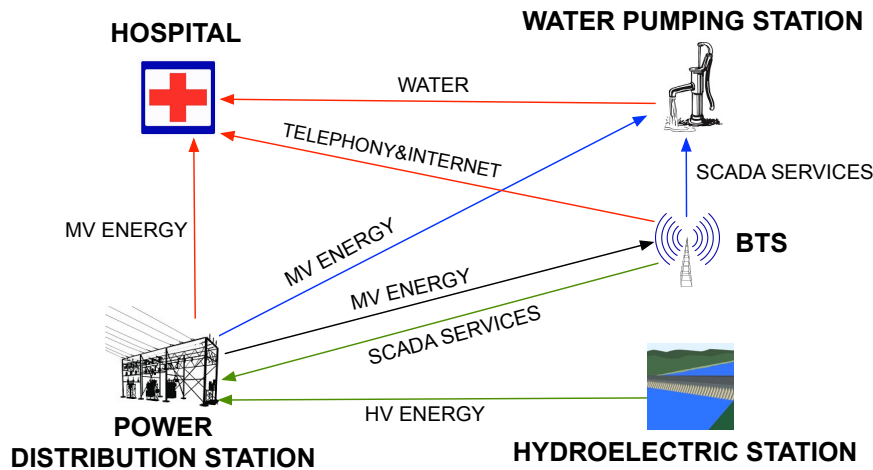 HOSPITAL
WATER PUMPING STATION
WATER
TELEPHONY&INTERNET
SCADA SERVICES
MV ENERGY
MV ENERGY
BTS
MV ENERGY
SCADA SERVICES
HV ENERGY
POWER
DISTRIBUTION STATION
HYDROELECTRIC STATION